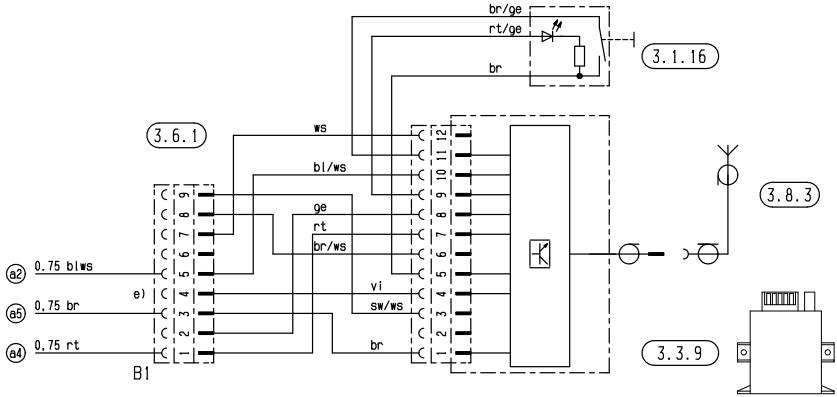 br/ge
rt/ge
3.1.16
br
3.6.1
ws
12
11
bl/ws
10
9
9
3.8.3
8
ge
8
7
rt
7
6
br/ws
6
a2 0.75 blws
5
5
e)
4
vi
4
a5 0,75 br
3
sw/ws
3
2
2
a4 0.75 rt
1
br
1
3.3.9
B1